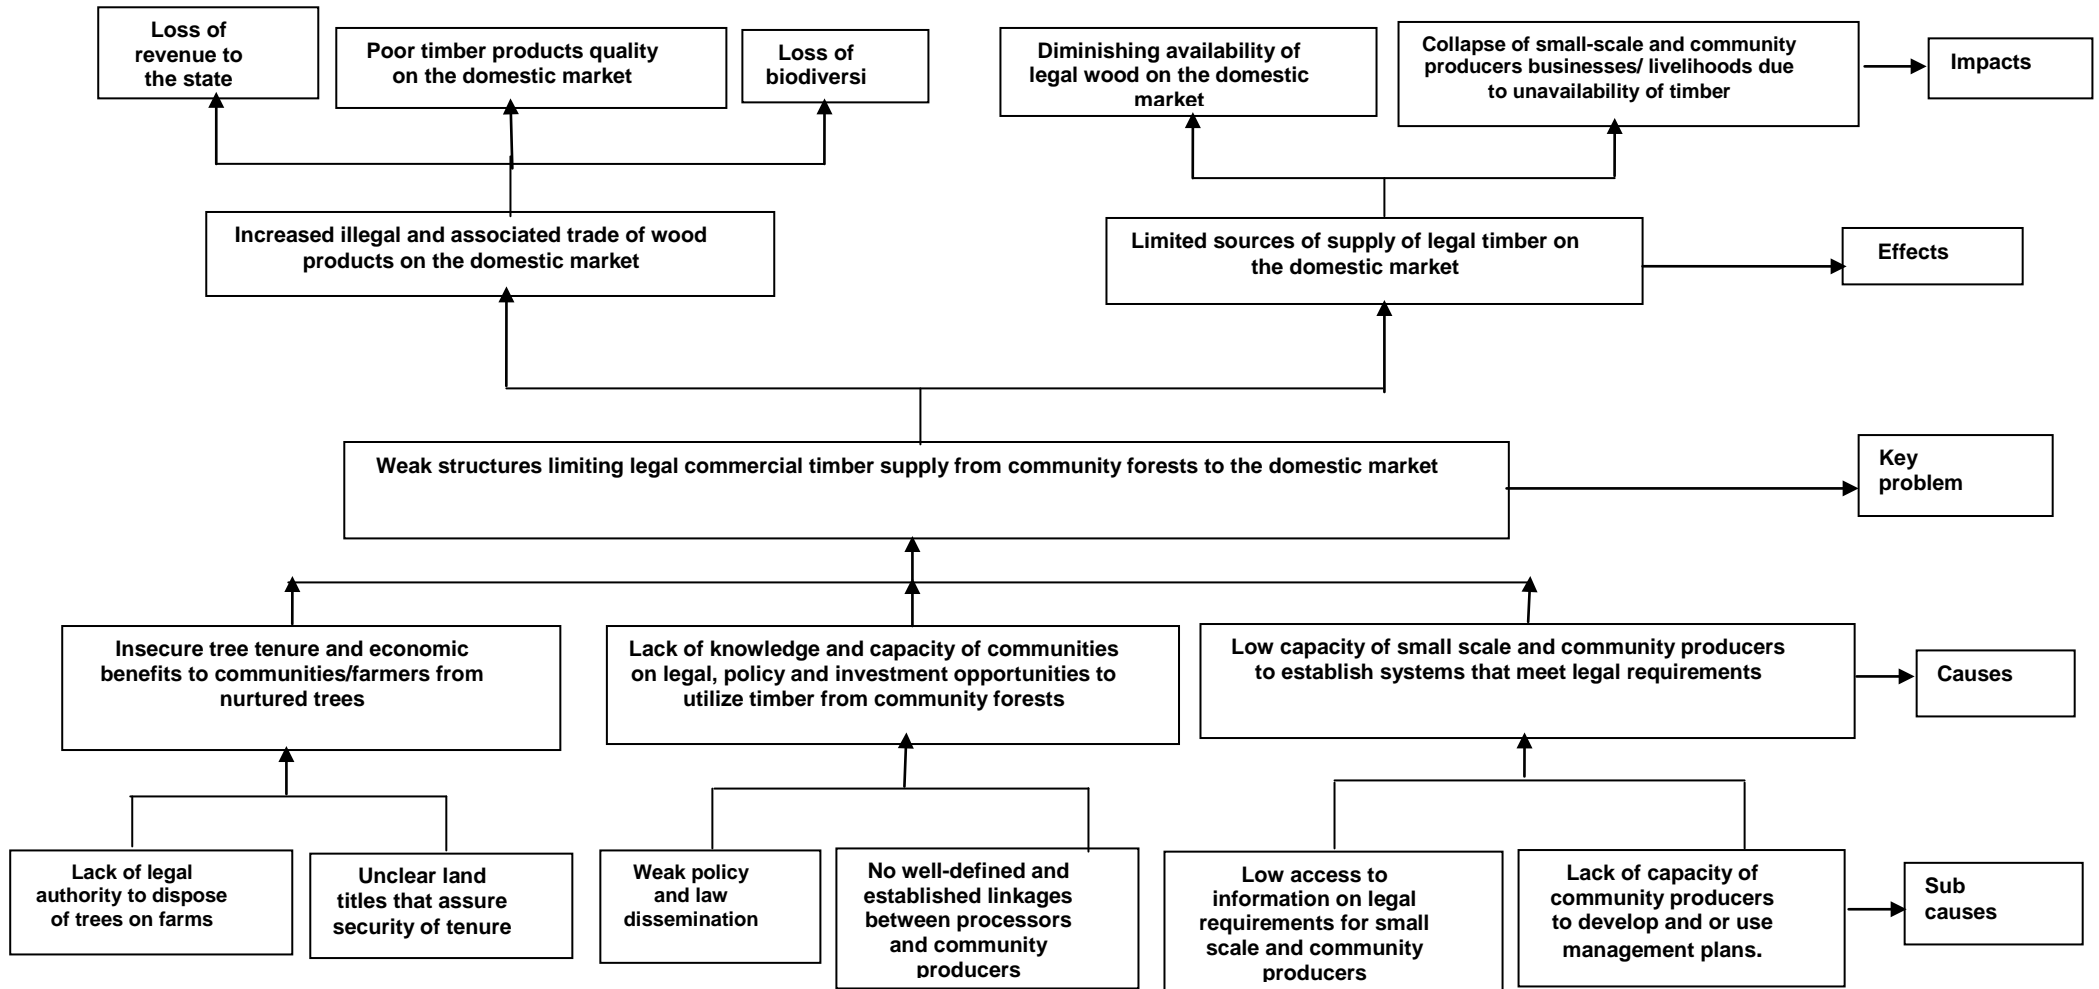 Loss of
revenue to
the state
Poor timber products quality
on the domestic market
Loss of
biodiversi
Diminishing availability of
legal wood on the domestic
market
Collapse of small-scale and community
producers businesses/ livelihoods due
to unavailability of timber
Impacts
Increased illegal and associated trade of wood
products on the domestic market
Limited sources of supply of legal timber on
the domestic market
Effects
Weak structures limiting legal commercial timber supply from community forests to the domestic market
Key
problem
Insecure tree tenure and economic
benefits to communities/farmers from
nurtured trees
Lack of knowledge and capacity of communities
on legal, policy and investment opportunities to
utilize timber from community forests
Low capacity of small scale and community producers
to establish systems that meet legal requirements
Causes
Lack of legal
authority to dispose
of trees on farms
Unclear land
titles that assure
security of tenure
Weak policy
and law
dissemination
No well-defined and
established linkages
between processors
and community
producers
Low access to
information on legal
requirements for small
scale and community
producers
Lack of capacity of
community producers
to develop and or use
management plans.
Sub
causes